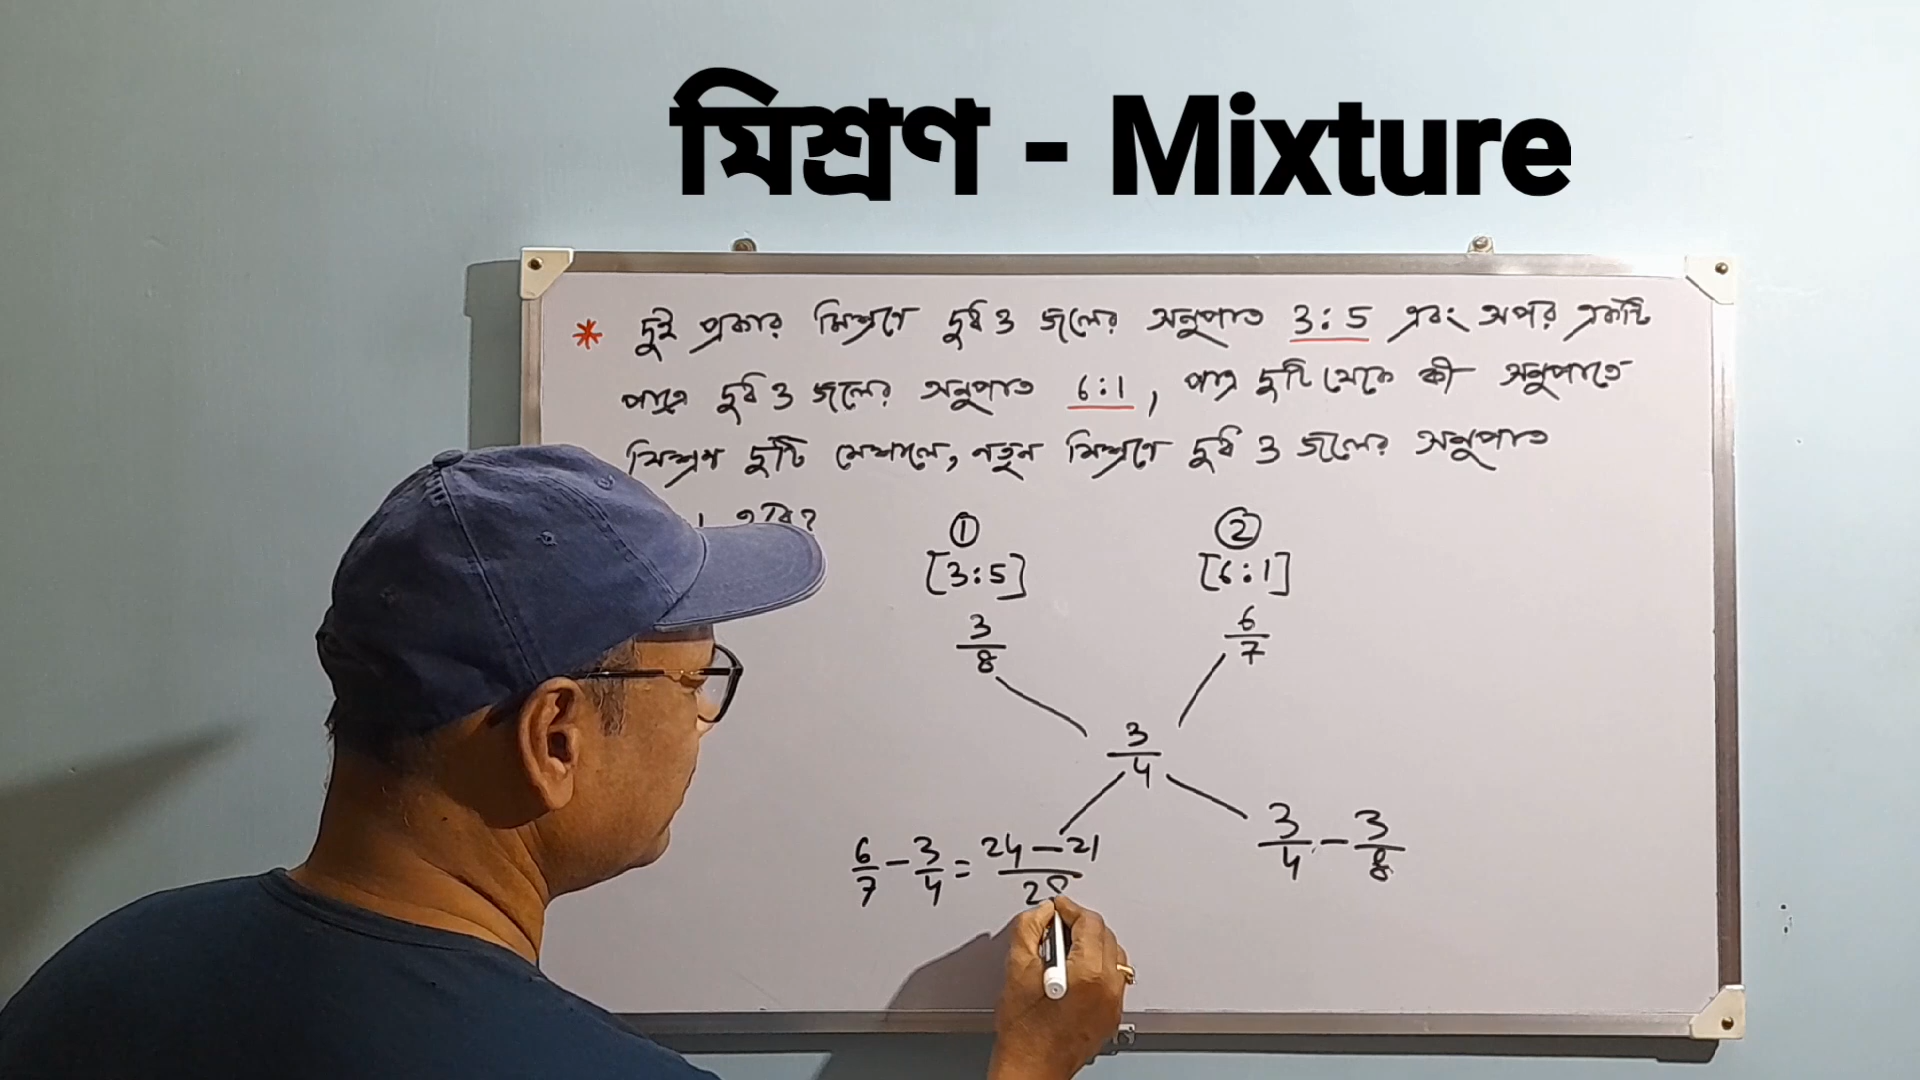 মিশ্রণ - Mixture
* দুই প্রকার মিশ্রণে দুধ ও জলের অনুপাত 3:5 এবং অপর একটি
পাত্রে দুধ ও জলের অনুপাত 6:1, পাত্র দুটি থেকে কী অনুপাতে
মিশ্রণ দুটি মেশালে, নতুন মিশ্রণে দুধ ও জলের অনুপাত
হবে?
① ②
[3:5] [6:1]
3/8 6/7
3/4
6/7 - 3/4 = 24 - 21/28 3/4 - 3/8